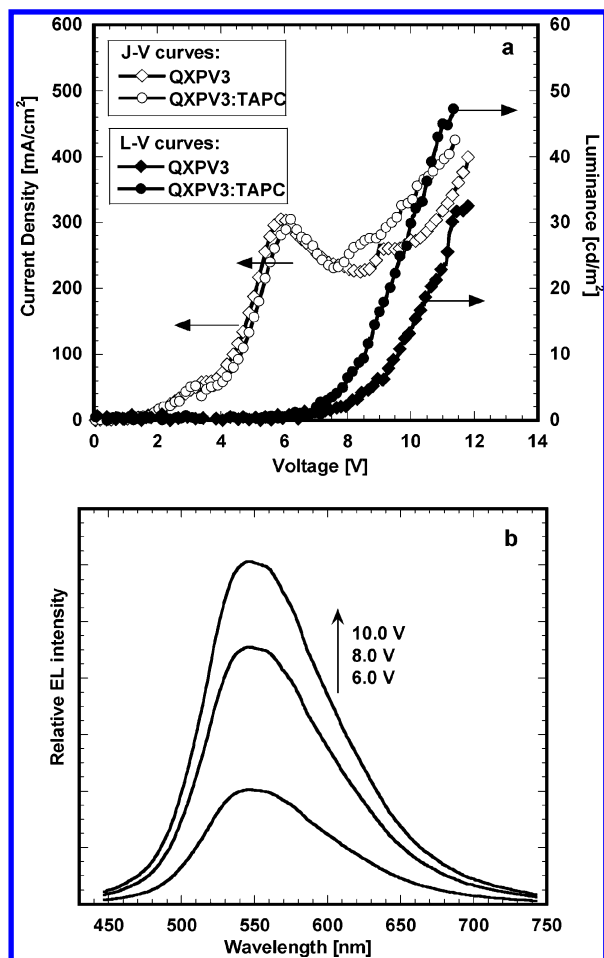 a
J-V curves:
QXPV3
QXPV3:TAPC
L-V curves:
QXPV3
QXPV3:TAPC
Current Density [mA/cm²]
600
500
400
300
200
100
0
Luminance [cd/m²]
60
50
40
30
20
10
0
0 2 4 6 8 10 12 14
Voltage [V]
b
Relative EL intensity
10.0 V
8.0 V
6.0 V
450 500 550 600 650 700 750
Wavelength [nm]